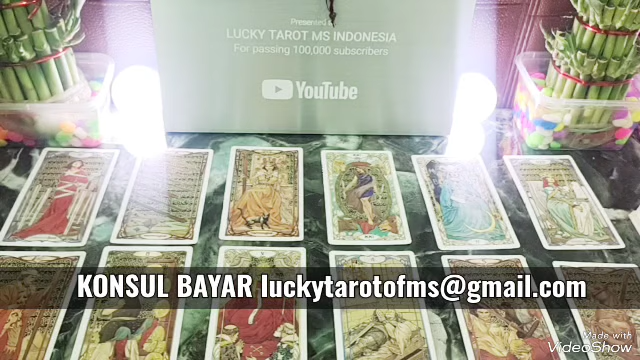 Presented to
LUCKY TAROT MS INDONESIA
For passing 100,000 subscribers
YouTube
KONSUL BAYAR luckytarotofms@gmail.com
Made with
VideoShow